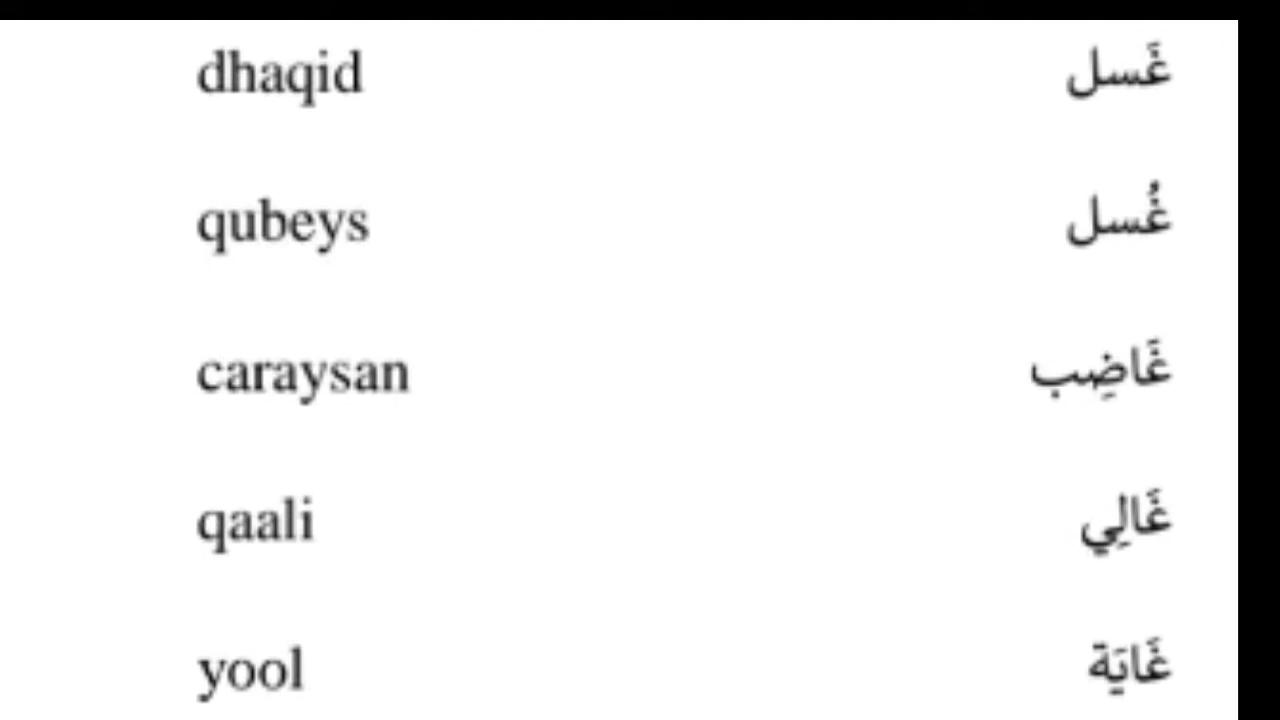 dhaqid غَسل
qubeys غُسل
caraysan غَاضِب
qaali غَالِي
yool غَايَة